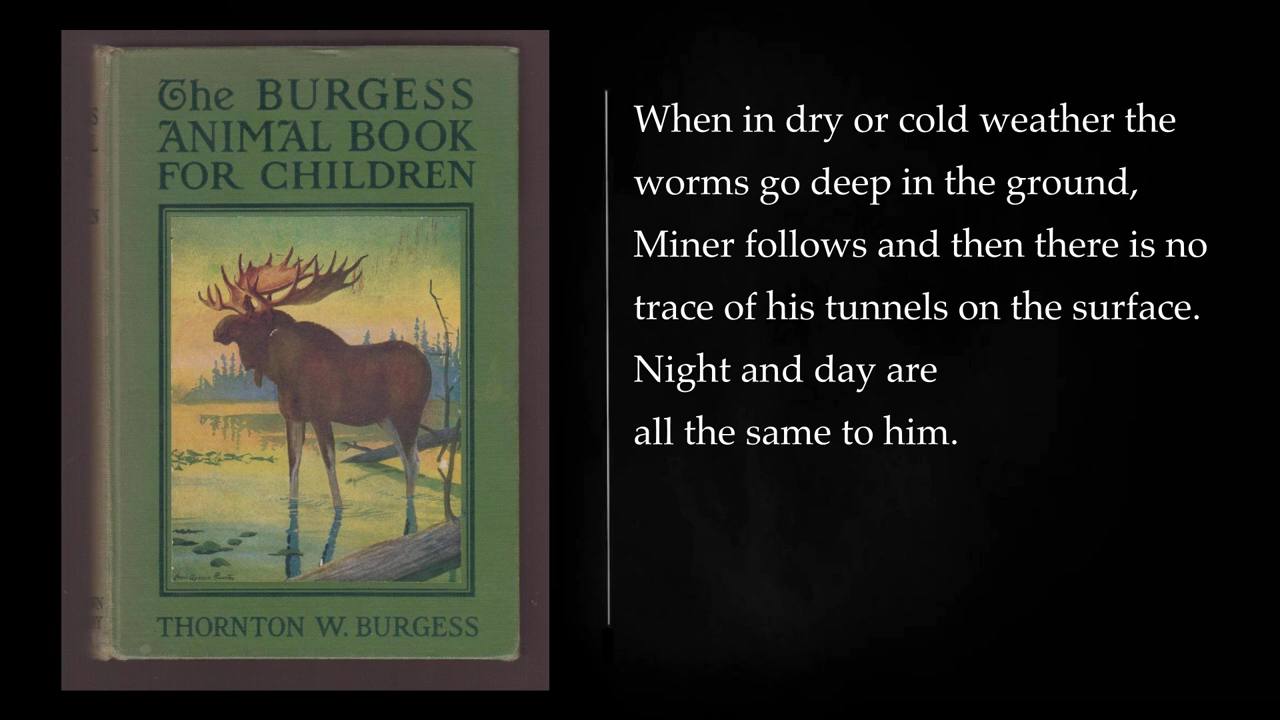 The BURGESS
ANIMAL BOOK
FOR CHILDREN
THORNTON W. BURGESS
When in dry or cold weather the
worms go deep in the ground,
Miner follows and then there is no
trace of his tunnels on the surface.
Night and day are
all the same to him.